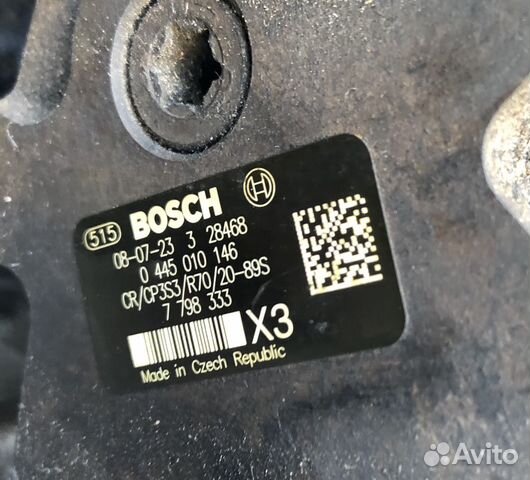 515 BOSCH
08-07-23 3 28468
0 445 010 146
CR/CP3S3/R70/20-89S
7 798 333
X3
Made in Czech Republic
Avito